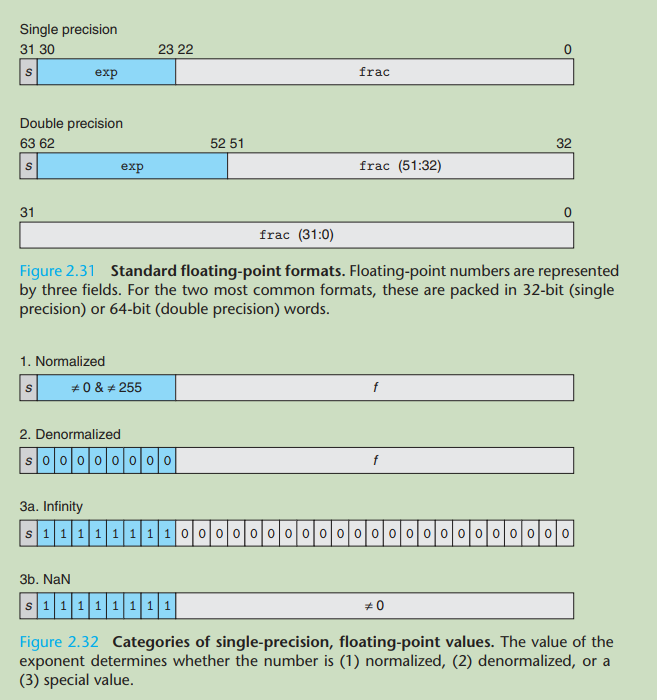 Single precision
31 30 23 22 0
s exp frac
Double precision
63 62 52 51 32
s exp frac (51:32)
31 0
frac (31:0)
Figure 2.31 Standard floating-point formats. Floating-point numbers are represented
by three fields. For the two most common formats, these are packed in 32-bit (single
precision) or 64-bit (double precision) words.
1. Normalized
s ≠ 0 & ≠ 255 f
2. Denormalized
s 0 0 0 0 0 0 0 0 f
3a. Infinity
s 1 1 1 1 1 1 1 1 0 0 0 0 0 0 0 0 0 0 0 0 0 0 0 0 0 0 0 0 0 0 0
3b. NaN
s 1 1 1 1 1 1 1 1 ≠ 0
Figure 2.32 Categories of single-precision, floating-point values. The value of the
exponent determines whether the number is (1) normalized, (2) denormalized, or a
(3) special value.